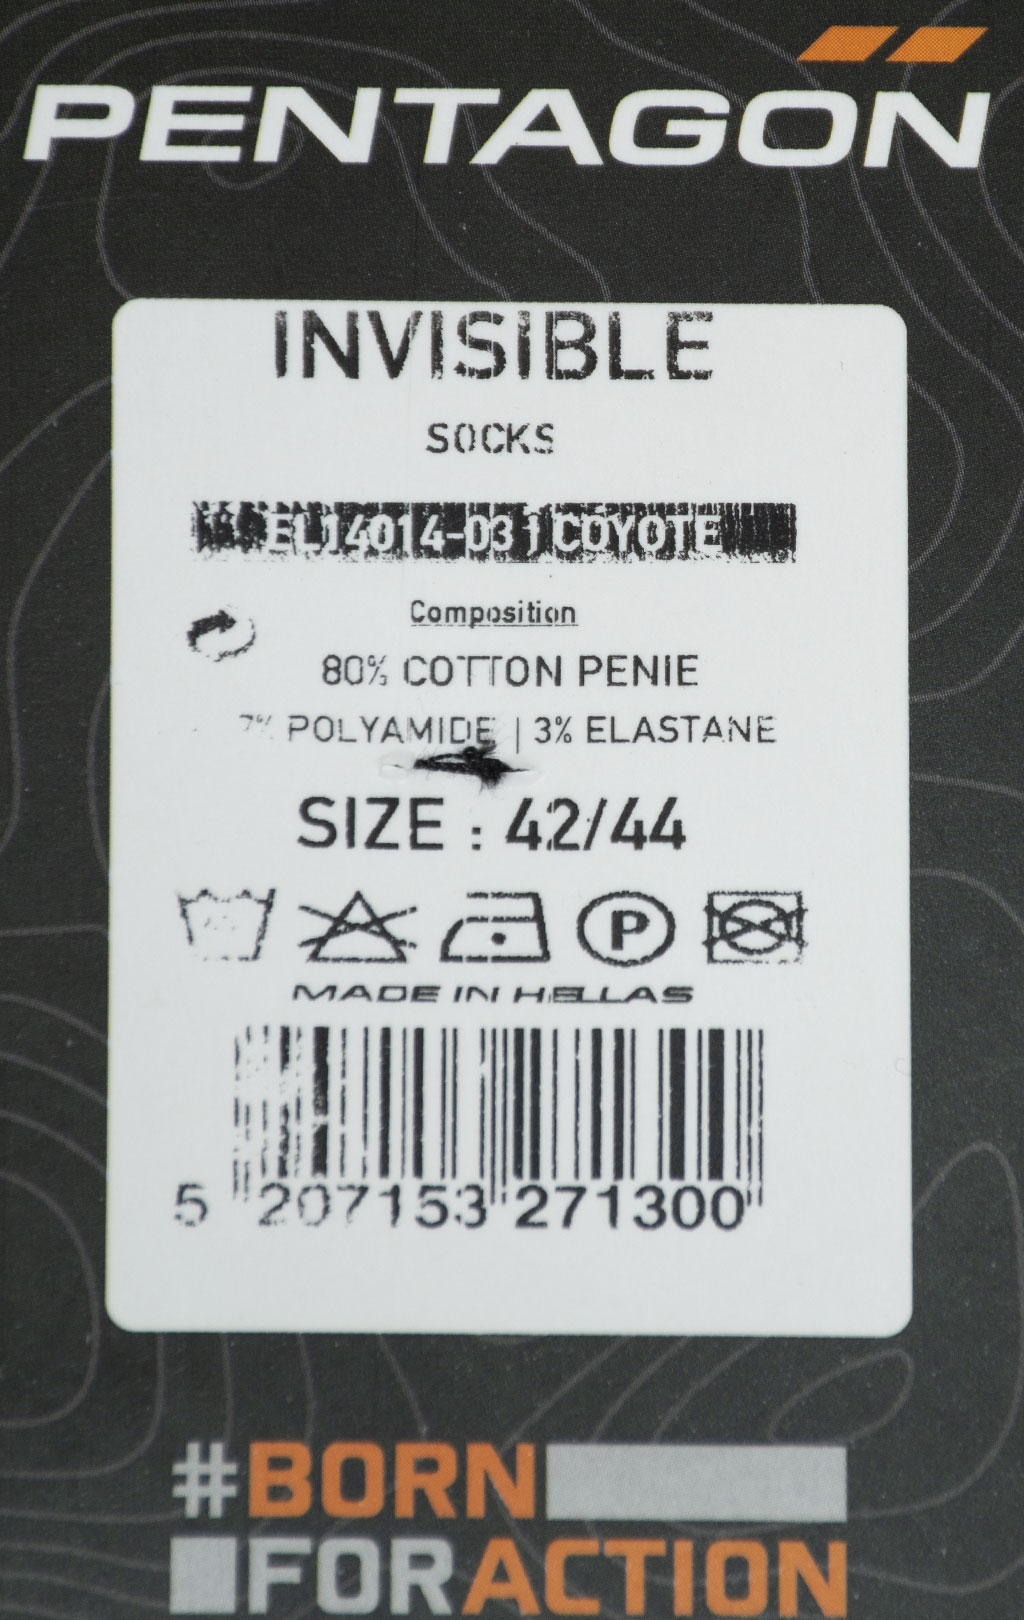 PENTAGON
INVISIBLE
SOCKS
EL14014-03 | COYOTE
Composition
80% COTTON PENIE
POLYAMIDE | 3% ELASTANE
SIZE : 42/44
P
MADE IN HELLAS
5 207153 271300
#BORN
FORACTION